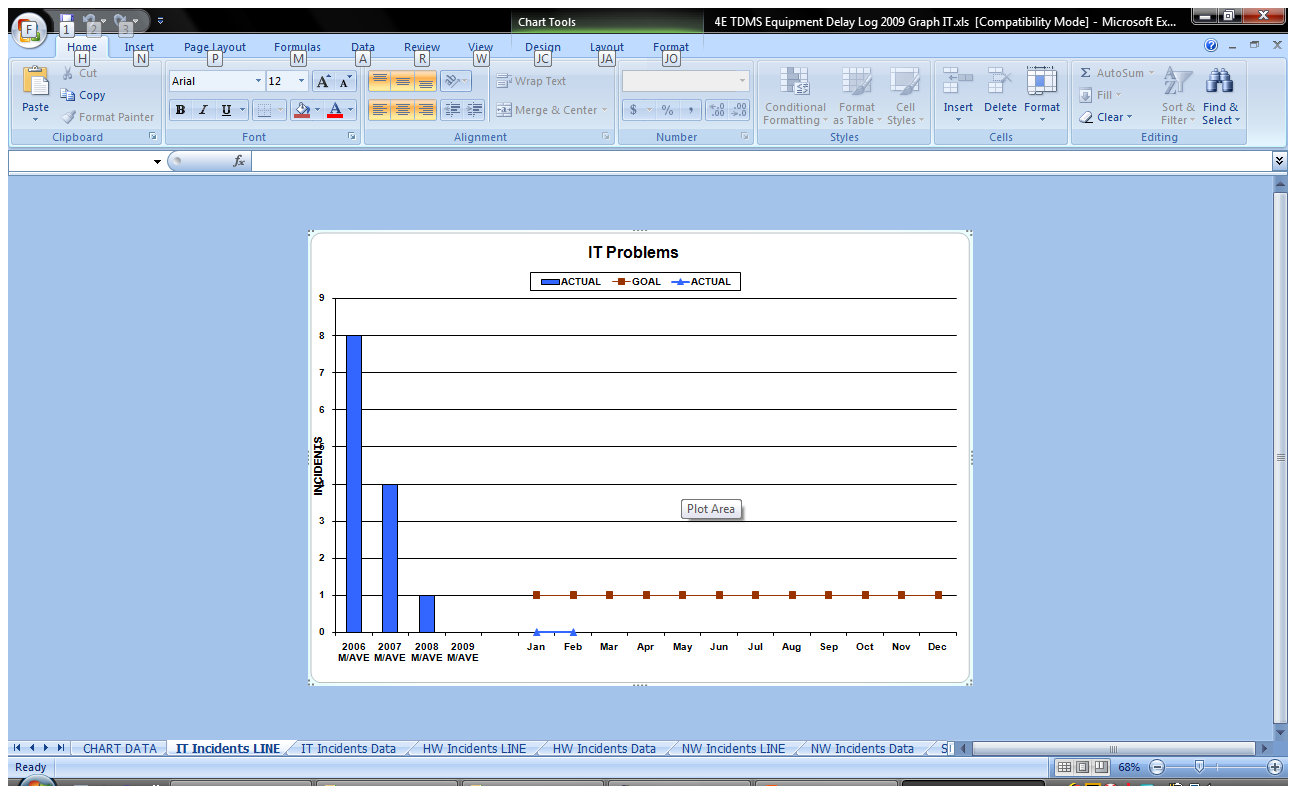 Chart Tools
4E TDMS Equipment Delay Log 2009 Graph IT.xls [Compatibility Mode] - Microsoft Ex...
F 1 2 3
Home Insert Page Layout Formulas Data Review View Design Layout Format
H N P M A R W JC JA JO
Paste
Cut
Copy
Format Painter
Clipboard
Arial 12
B I U
Font
Wrap Text
Merge & Center
Alignment
$ % ,
Number
Conditional Formatting
Format as Table
Cell Styles
Styles
Insert Delete Format
Cells
Σ AutoSum
Fill
Clear
Sort & Filter
Find & Select
Editing
fx
IT Problems
ACTUAL GOAL ACTUAL
INCIDENTS
9
8
7
6
5
4
3
2
1
0
Plot Area
2006 2007 2008 2009 Jan Feb Mar Apr May Jun Jul Aug Sep Oct Nov Dec
M/AVE M/AVE M/AVE M/AVE
CHART DATA IT Incidents LINE IT Incidents Data HW Incidents LINE HW Incidents Data NW Incidents LINE NW Incidents Data S
Ready 68%